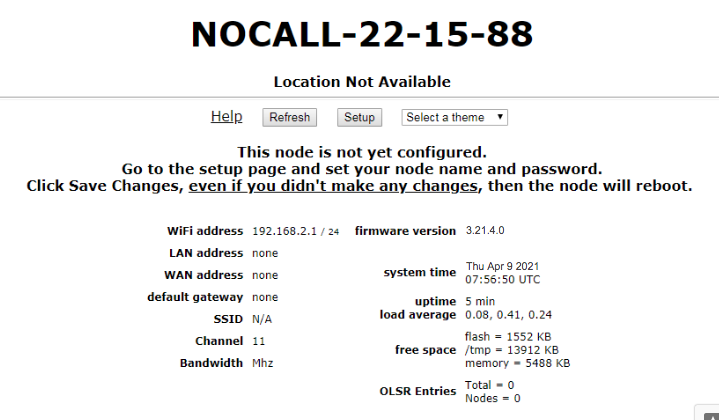 NOCALL-22-15-88
Location Not Available
Help Refresh Setup Select a theme
This node is not yet configured.
Go to the setup page and set your node name and password.
Click Save Changes, even if you didn't make any changes, then the node will reboot.
WiFi address 192.168.2.1 / 24
LAN address none
WAN address none
default gateway none
SSID N/A
Channel 11
Bandwidth Mhz
firmware version 3.21.4.0
system time Thu Apr 9 2021
07:56:50 UTC
uptime 5 min
load average 0.08, 0.41, 0.24
free space flash = 1552 KB
/tmp = 13912 KB
memory = 5488 KB
OLSR Entries Total = 0
Nodes = 0